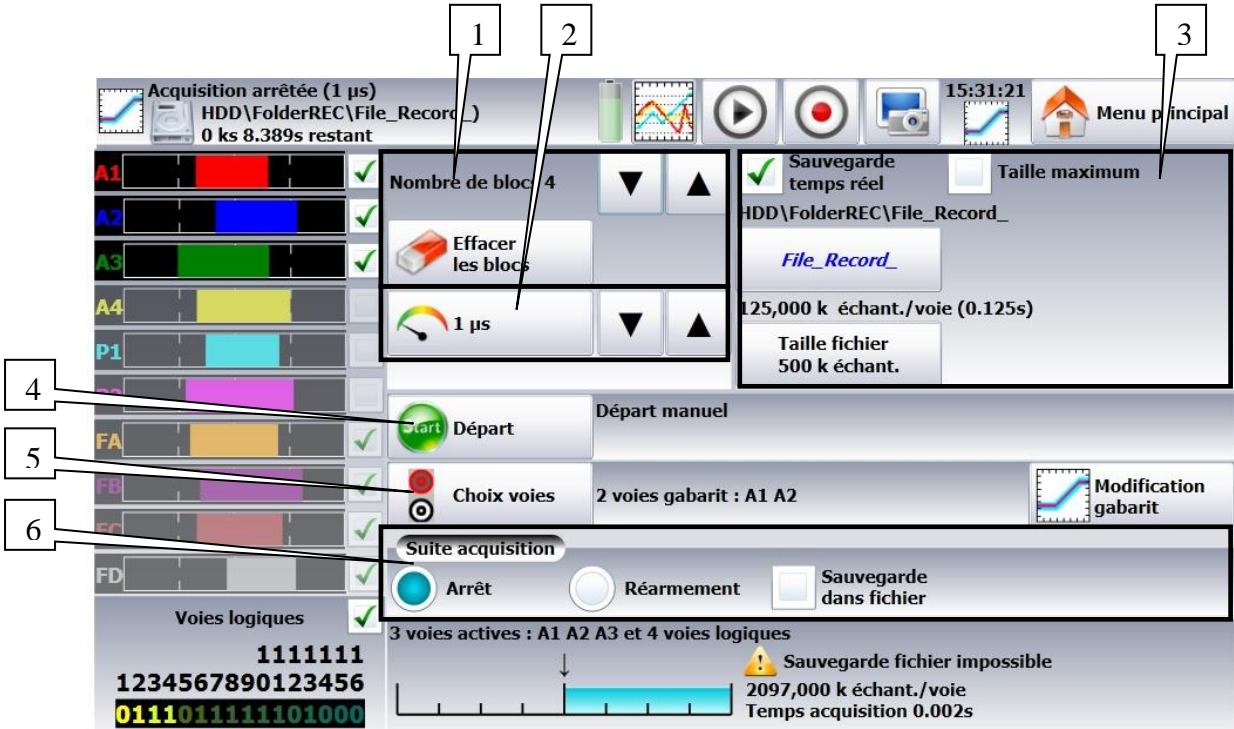 1
2
3
Acquisition arrêtée (1 µs)
HDD\FolderREC\File_Record_)
0 ks 8.389s restant
15:31:21
Menu principal
A1
A2
A3
A4
P1
P2
FA
FB
FC
FD
Nombre de blocs 4
Effacer
les blocs
1 µs
Sauvegarde
temps réel
Taille maximum
HDD\FolderREC\File_Record_
File_Record_
125,000 k échant./voie (0.125s)
Taille fichier
500 k échant.
4
Start
Départ
Départ manuel
5
Choix voies
2 voies gabarit : A1 A2
Modification
gabarit
6
Suite acquisition
Arrêt
Réarmement
Sauvegarde
dans fichier
Voies logiques
1111111
1234567890123456
0111011111101000
3 voies actives : A1 A2 A3 et 4 voies logiques
Sauvegarde fichier impossible
2097,000 k échant./voie
Temps acquisition 0.002s